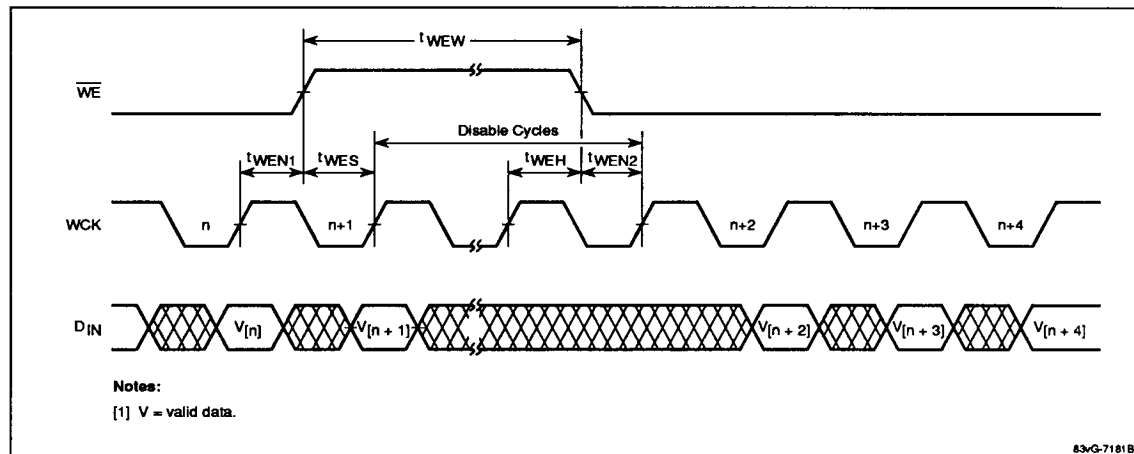 tWEW
WE
Disable Cycles
tWEN1 tWES tWEH tWEN2
WCK n n+1 n+2 n+3 n+4
DIN V[n] V[n + 1] V[n + 2] V[n + 3] V[n + 4]
Notes:
[1] V = valid data.
83vG-7181B